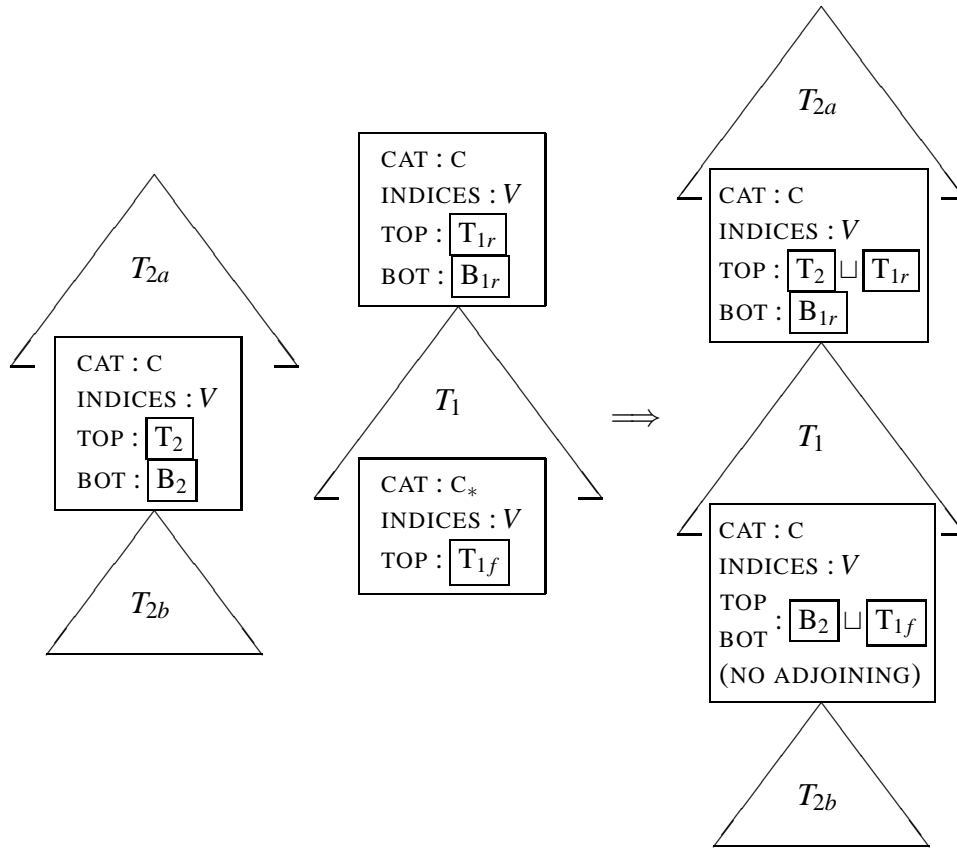 T2a
CAT : C
INDICES : V
TOP : T2
BOT : B2
T2b
CAT : C
INDICES : V
TOP : T1r
BOT : B1r
T1
CAT : C*
INDICES : V
TOP : T1f
⟹
T2a
CAT : C
INDICES : V
TOP : T2 ⊔ T1r
BOT : B1r
T1
CAT : C
INDICES : V
TOP
BOT : B2 ⊔ T1f
(NO ADJOINING)
T2b